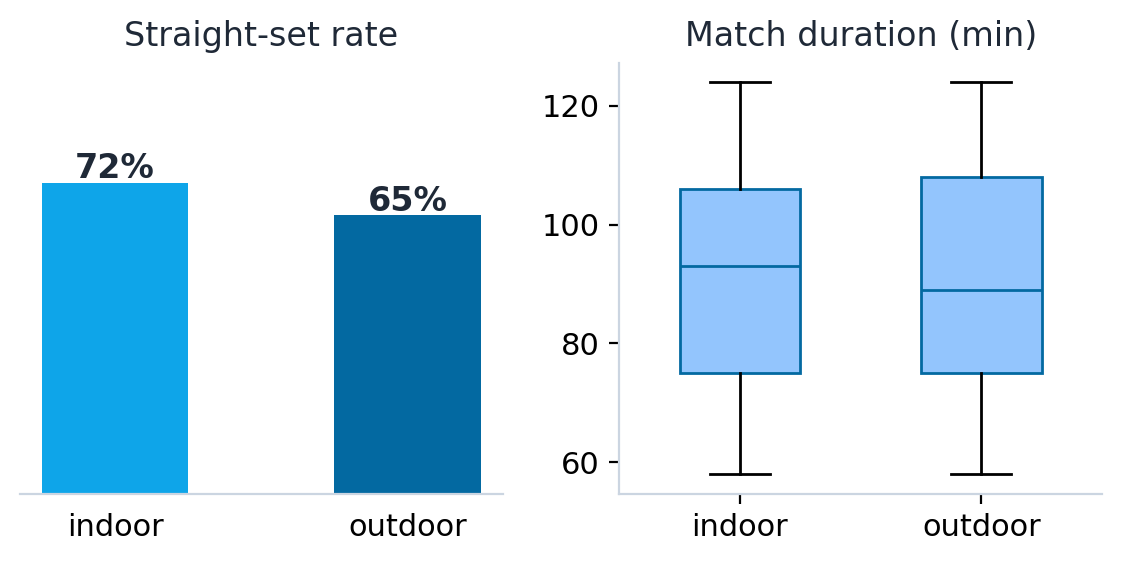 Straight-set rate
72%
65%
indoor
outdoor
Match duration (min)
120
100
80
60
indoor
outdoor